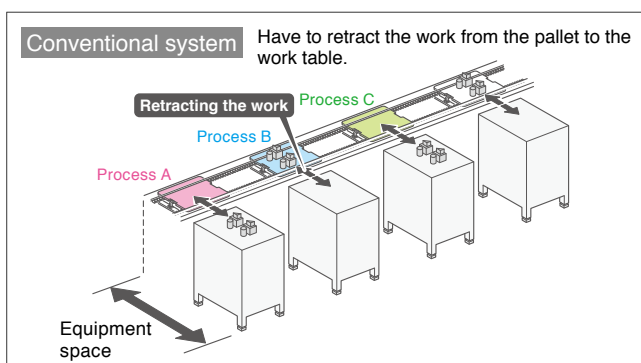 Conventional system
Have to retract the work from the pallet to the
work table.
Process C
Retracting the work
Process B
Process A
Equipment
space